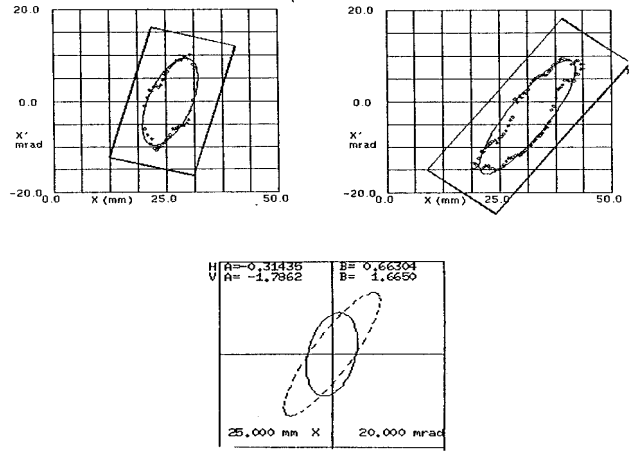 20.0
0.0
X'
mrad
-20.0
0.0
X (mm)
25.0
50.0
20.0
0.0
X'
mrad
-20.0
0.0
X (mm)
25.0
50.0
H A=-0.31435 B= 0.66304
V A= -1.7862 B= 1.6650
25.000 mm X 20.000 mrad